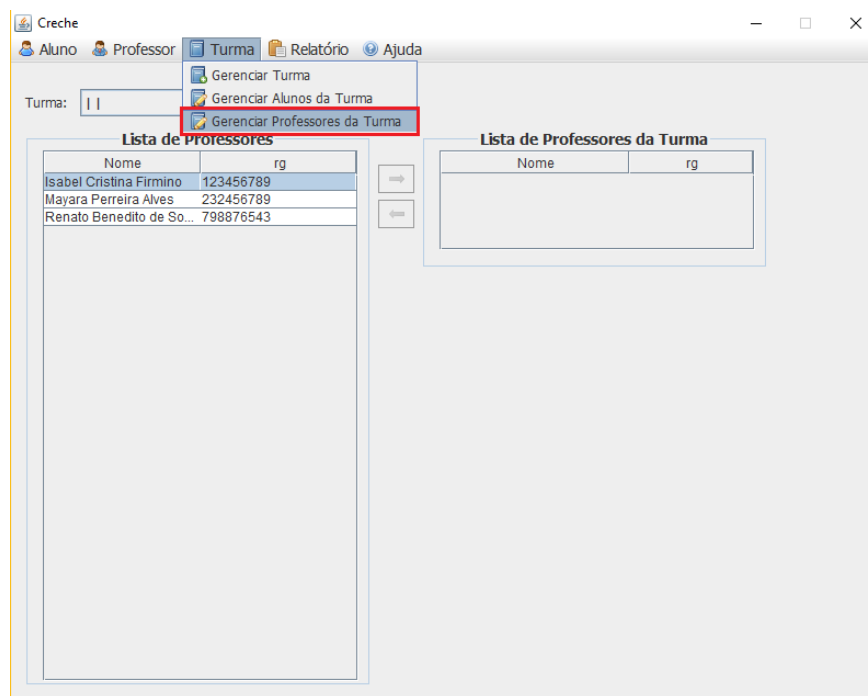 Creche
Aluno Professor Turma Relatório Ajuda
Gerenciar Turma
Gerenciar Alunos da Turma
Gerenciar Professores da Turma
Turma: | |
Lista de Professores
Nome rg
Isabel Cristina Firmino 123456789
Mayara Perreira Alves 232456789
Renato Benedito de So... 798876543
Lista de Professores da Turma
Nome rg